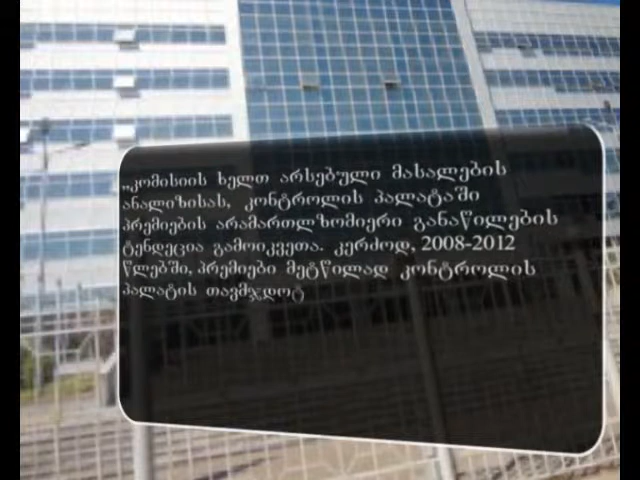 „კომისიის ხელთ არსებული მასალების
ანალიზისას, კონტროლის პალატაში
პრემიების არამართლზომიერი განაწილების
ტენდეცია გამოიკვეთა. კერძოდ, 2008-2012
წლებში, პრემიები მეტწილად კონტროლის
პალატის თავმჯდოტ